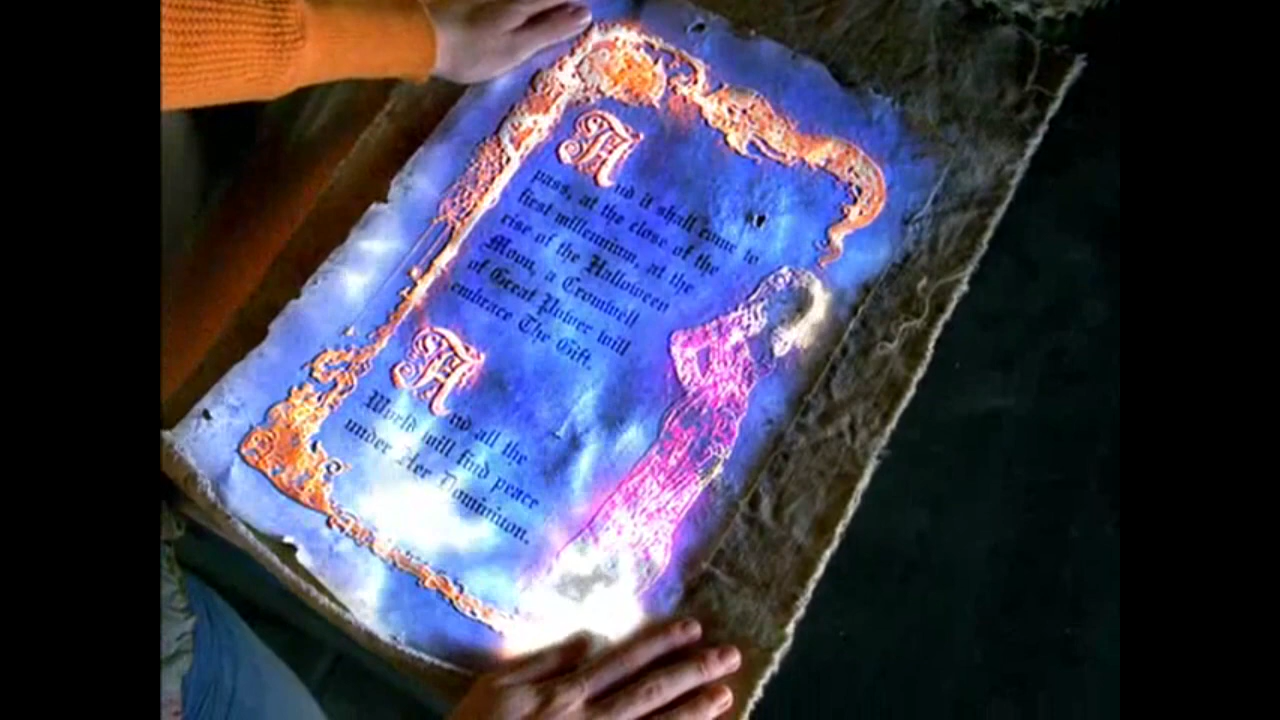 And it shall come to
pass, at the close of the
first millennium, at the
rise of the Halloween
Moon, a Cromwell
of Great Power will
embrace The Gift.
And all the
World will find peace
under Her Dominion.